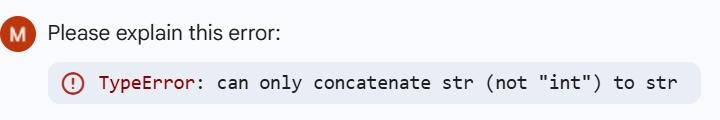 M Please explain this error:
TypeError: can only concatenate str (not "int") to str